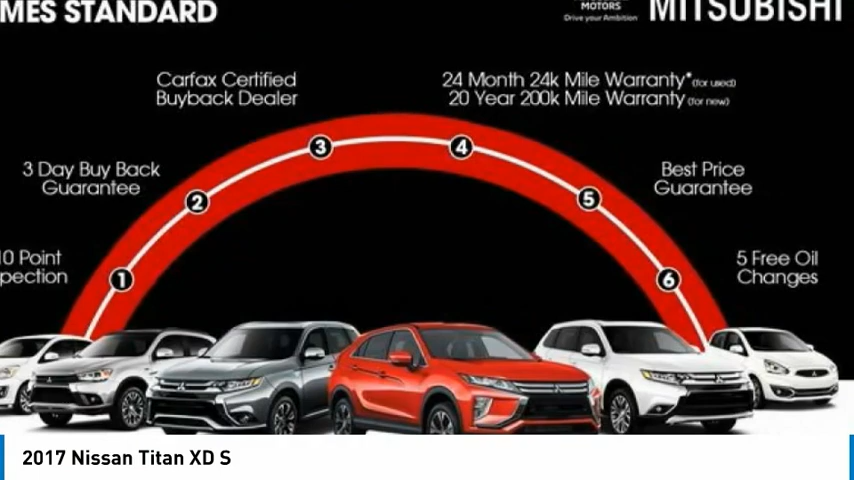 MES STANDARD
MOTORS
Drive your Ambition
MITSUBISHI
Carfax Certified
Buyback Dealer
24 Month 24k Mile Warranty* (for used)
20 Year 200k Mile Warranty (for new)
3 4
3 Day Buy Back
Guarantee
Best Price
Guarantee
2 5
10 Point
pection
5 Free Oil
Changes
1 6
2017 Nissan Titan XD S